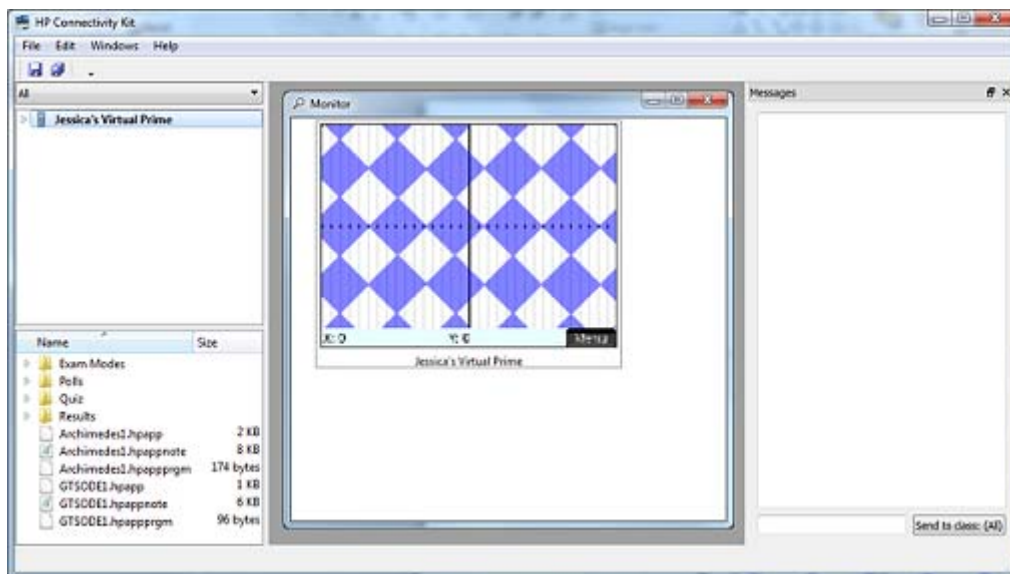 HP Connectivity Kit
File Edit Windows Help
All
Jessica's Virtual Prime
Monitor
Messages
X: 0 Y: 0 Menu
Jessica's Virtual Prime
Name Size
Exam Modes
Polls
Quiz
Results
Archimedes1.hpapp 2 KB
Archimedes1.hpappnote 8 KB
Archimedes1.hpappprgm 174 bytes
GTSODE1.hpapp 1 KB
GTSODE1.hpappnote 6 KB
GTSODE1.hpappprgm 96 bytes
Send to class: (All)